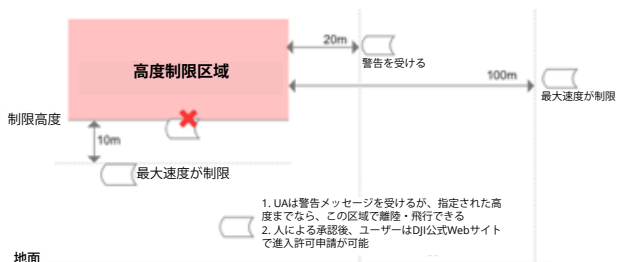 20m
警告を受ける
高度制限区域
100m
最大速度が制限
制限高度
10m
最大速度が制限
1. UAは警告メッセージを受けるが、指定された高
度までなら、この区域で離陸・飛行できる
2. 人による承認後、ユーザーはDJI公式Webサイト
で進入許可申請が可能
地面